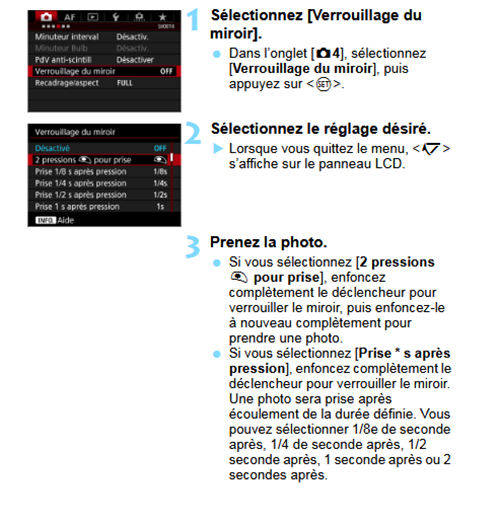 AF
SHOOT4
Minuteur interval Désactiv.
Minuteur Bulb Désactiv.
PdV anti-scintill Désactiver
Verrouillage du miroir OFF
Recadrage/aspect FULL
1 Sélectionnez [Verrouillage du
miroir].
Dans l'onglet [4], sélectionnez
[Verrouillage du miroir], puis
appuyez sur <SET>.
Verrouillage du miroir
Désactivé OFF
2 pressions pour prise
Prise 1/8 s après pression 1/8s
Prise 1/4 s après pression 1/4s
Prise 1/2 s après pression 1/2s
Prise 1 s après pression 1s
INFO. Aide
2 Sélectionnez le réglage désiré.
Lorsque vous quittez le menu, < >
s'affiche sur le panneau LCD.
3 Prenez la photo.
Si vous sélectionnez [2 pressions
pour prise], enfoncez
complètement le déclencheur pour
verrouiller le miroir, puis enfoncez-le
à nouveau complètement pour
prendre une photo.
Si vous sélectionnez [Prise * s après
pression], enfoncez complètement le
déclencheur pour verrouiller le miroir.
Une photo sera prise après
écoulement de la durée définie. Vous
pouvez sélectionner 1/8e de seconde
après, 1/4 de seconde après, 1/2
seconde après, 1 seconde après ou 2
secondes après.